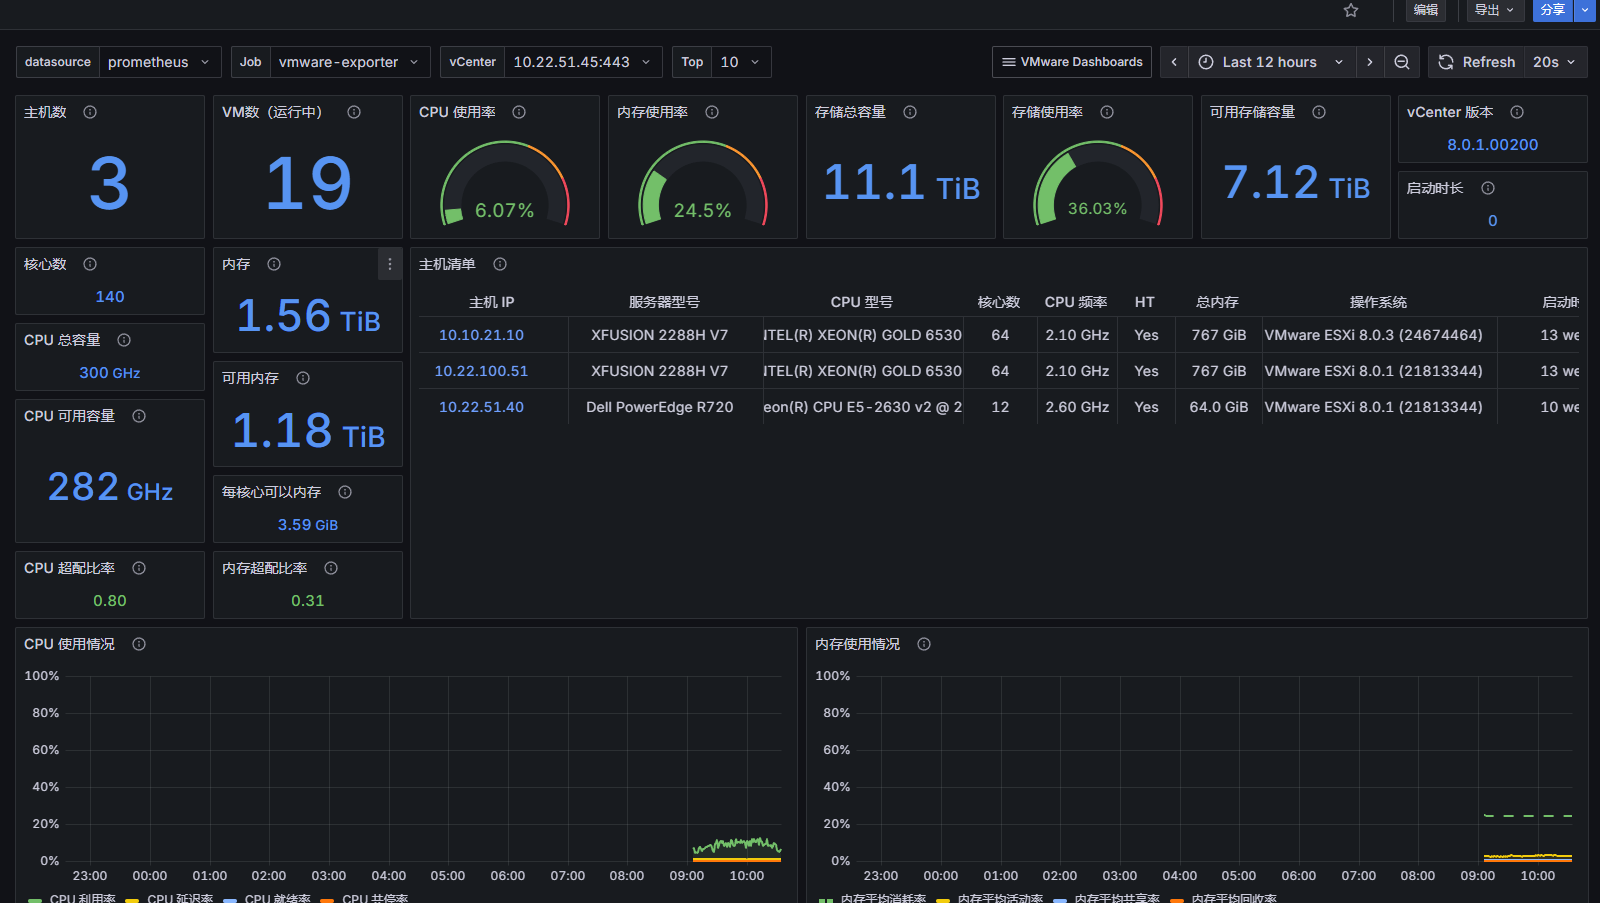 编辑 导出 分享
datasource prometheus Job vmware-exporter vCenter 10.22.51.45:443 Top 10 VMware Dashboards Last 12 hours Refresh 20s
主机数
3
VM数（运行中）
19
CPU 使用率
6.07%
内存使用率
24.5%
存储总容量
11.1 TiB
存储使用率
36.03%
可用存储容量
7.12 TiB
vCenter 版本
8.0.1.00200
启动时长
0
核心数
140
CPU 总容量
300 GHz
CPU 可用容量
282 GHz
CPU 超配比率
0.80
内存
1.56 TiB
可用内存
1.18 TiB
每核心可以内存
3.59 GiB
内存超配比率
0.31
主机清单
主机 IP 服务器型号 CPU 型号 核心数 CPU 频率 HT 总内存 操作系统 启动时
10.10.21.10 XFUSION 2288H V7 NTEL(R) XEON(R) GOLD 6530 64 2.10 GHz Yes 767 GiB VMware ESXi 8.0.3 (24674464) 13 we
10.22.100.51 XFUSION 2288H V7 NTEL(R) XEON(R) GOLD 6530 64 2.10 GHz Yes 767 GiB VMware ESXi 8.0.1 (21813344) 13 we
10.22.51.40 Dell PowerEdge R720 eon(R) CPU E5-2630 v2 @ 2 12 2.60 GHz Yes 64.0 GiB VMware ESXi 8.0.1 (21813344) 10 we
CPU 使用情况
100%
80%
60%
40%
20%
0%
23:00 00:00 01:00 02:00 03:00 04:00 05:00 06:00 07:00 08:00 09:00 10:00
CPU 利用率 CPU 延迟率 CPU 就绪率 CPU 共停率
内存使用情况
100%
80%
60%
40%
20%
0%
23:00 00:00 01:00 02:00 03:00 04:00 05:00 06:00 07:00 08:00 09:00 10:00
内存平均消耗率 内存平均活动率 内存平均共享率 内存平均回收率